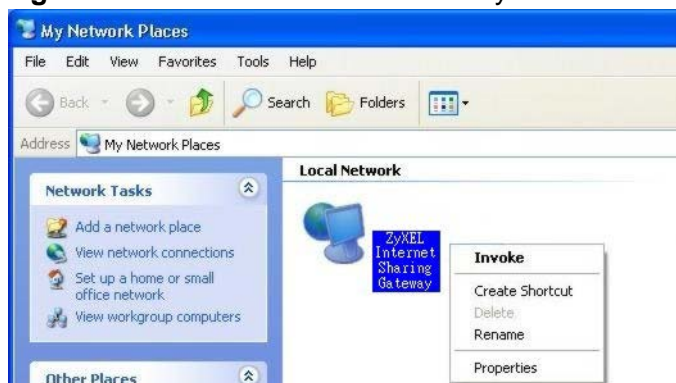 My Network Places
File Edit View Favorites Tools Help
Back Search Folders
Address My Network Places
Network Tasks
Add a network place
View network connections
Set up a home or small
office network
View workgroup computers
Other Places
Local Network
ZyXEL
Internet
Sharing
Gateway
Invoke
Create Shortcut
Delete
Rename
Properties